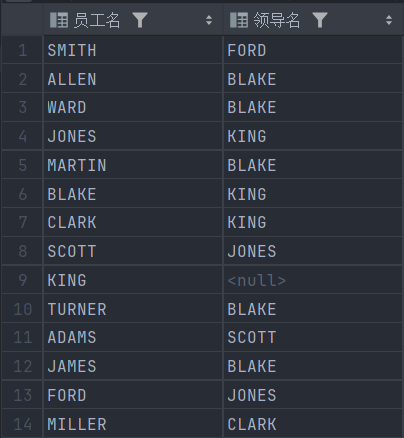 员工名 领导名
1 SMITH FORD
2 ALLEN BLAKE
3 WARD BLAKE
4 JONES KING
5 MARTIN BLAKE
6 BLAKE KING
7 CLARK KING
8 SCOTT JONES
9 KING <null>
10 TURNER BLAKE
11 ADAMS SCOTT
12 JAMES BLAKE
13 FORD JONES
14 MILLER CLARK